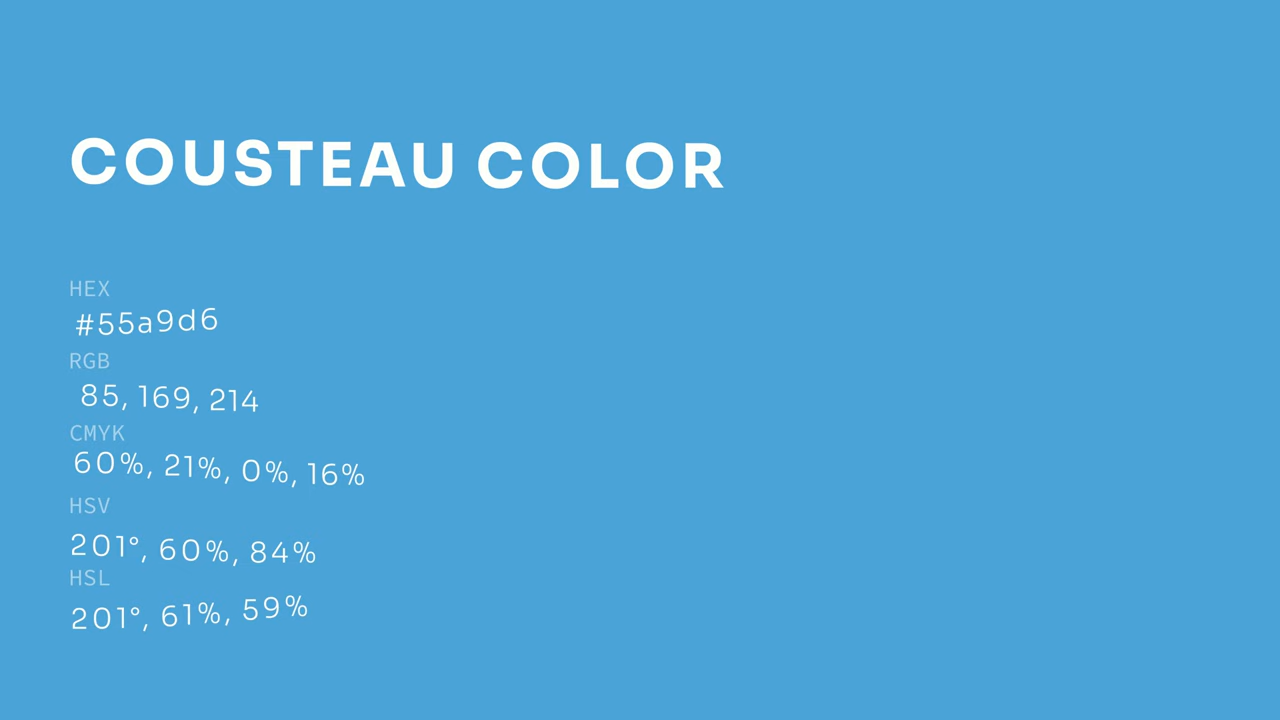 COUSTEAU COLOR
HEX
#55a9d6
RGB
85, 169, 214
CMYK
60%, 21%, 0%, 16%
HSV
201°, 60%, 84%
HSL
201°, 61%, 59%